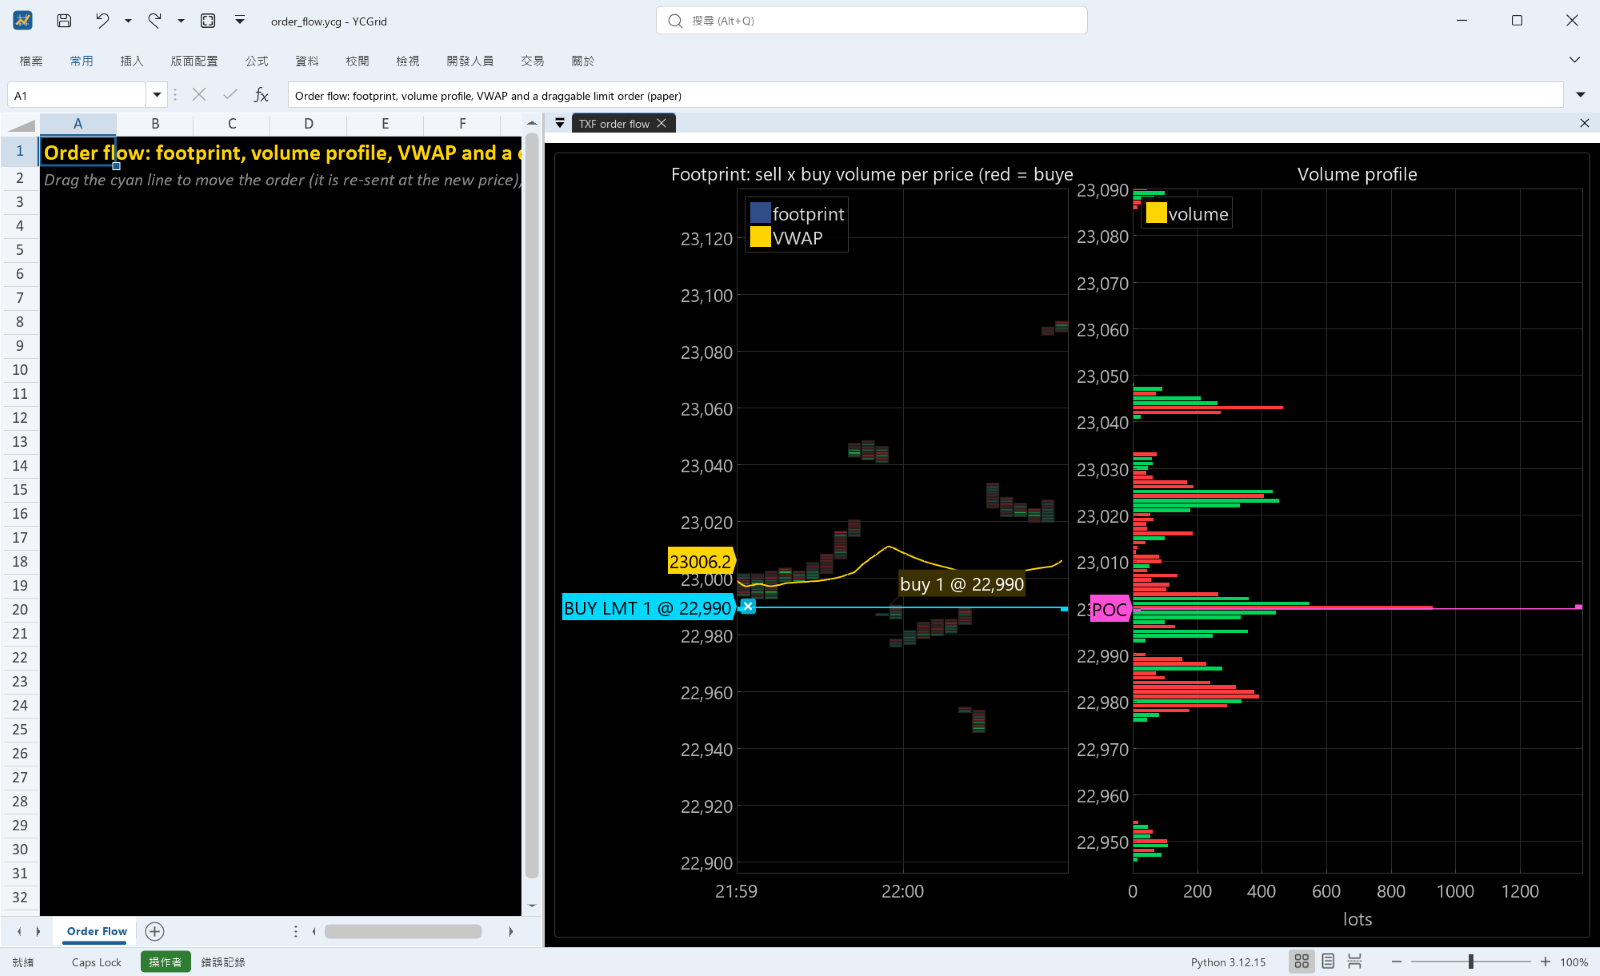 order_flow.ycg - YCGrid
搜尋 (Alt+Q)
檔案 常用 插入 版面配置 公式 資料 校閱 檢視 開發人員 交易 關於
A1
fx
Order flow: footprint, volume profile, VWAP and a draggable limit order (paper)
A B C D E F
TXF order flow
1
Order flow: footprint, volume profile, VWAP and a
2
Drag the cyan line to move the order (it is re-sent at the new price),
3
4
5
6
7
8
9
10
11
12
13
14
15
16
17
18
19
20
21
22
23
24
25
26
27
28
29
30
31
32
Footprint: sell x buy volume per price (red = buye
footprint
VWAP
23,120
23,100
23,080
23,060
23,040
23,020
23006.2
23,000
buy 1 @ 22,990
BUY LMT 1 @ 22,990
22,980
22,960
22,940
22,920
22,900
21:59 22:00
Volume profile
volume
23,090
23,080
23,070
23,060
23,050
23,040
23,030
23,020
23,010
POC
22,990
22,980
22,970
22,960
22,950
0 200 400 600 800 1000 1200
lots
Order Flow
就緒 Caps Lock 操作者 錯誤記錄
Python 3.12.15
100%